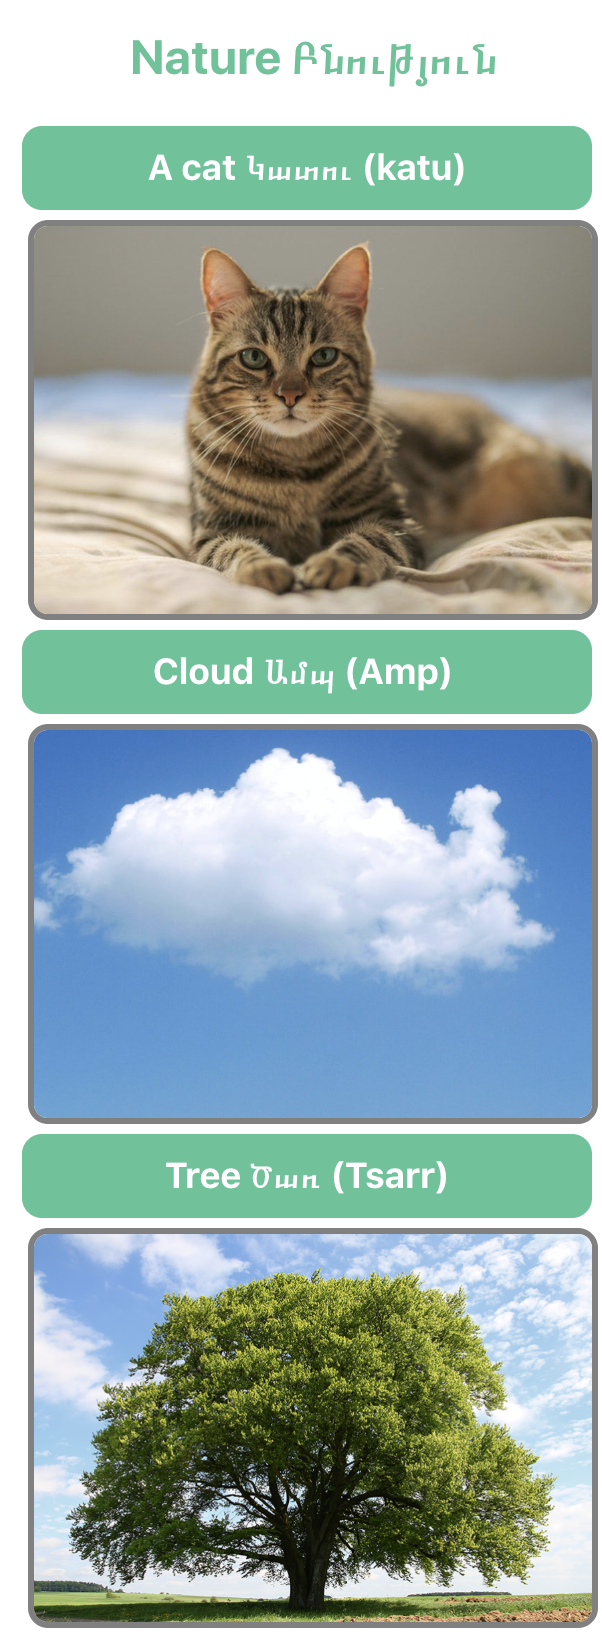 Nature Բնություն
A cat Կատու (katu)
Cloud Ամպ (Amp)
Tree Ծառ (Tsarr)